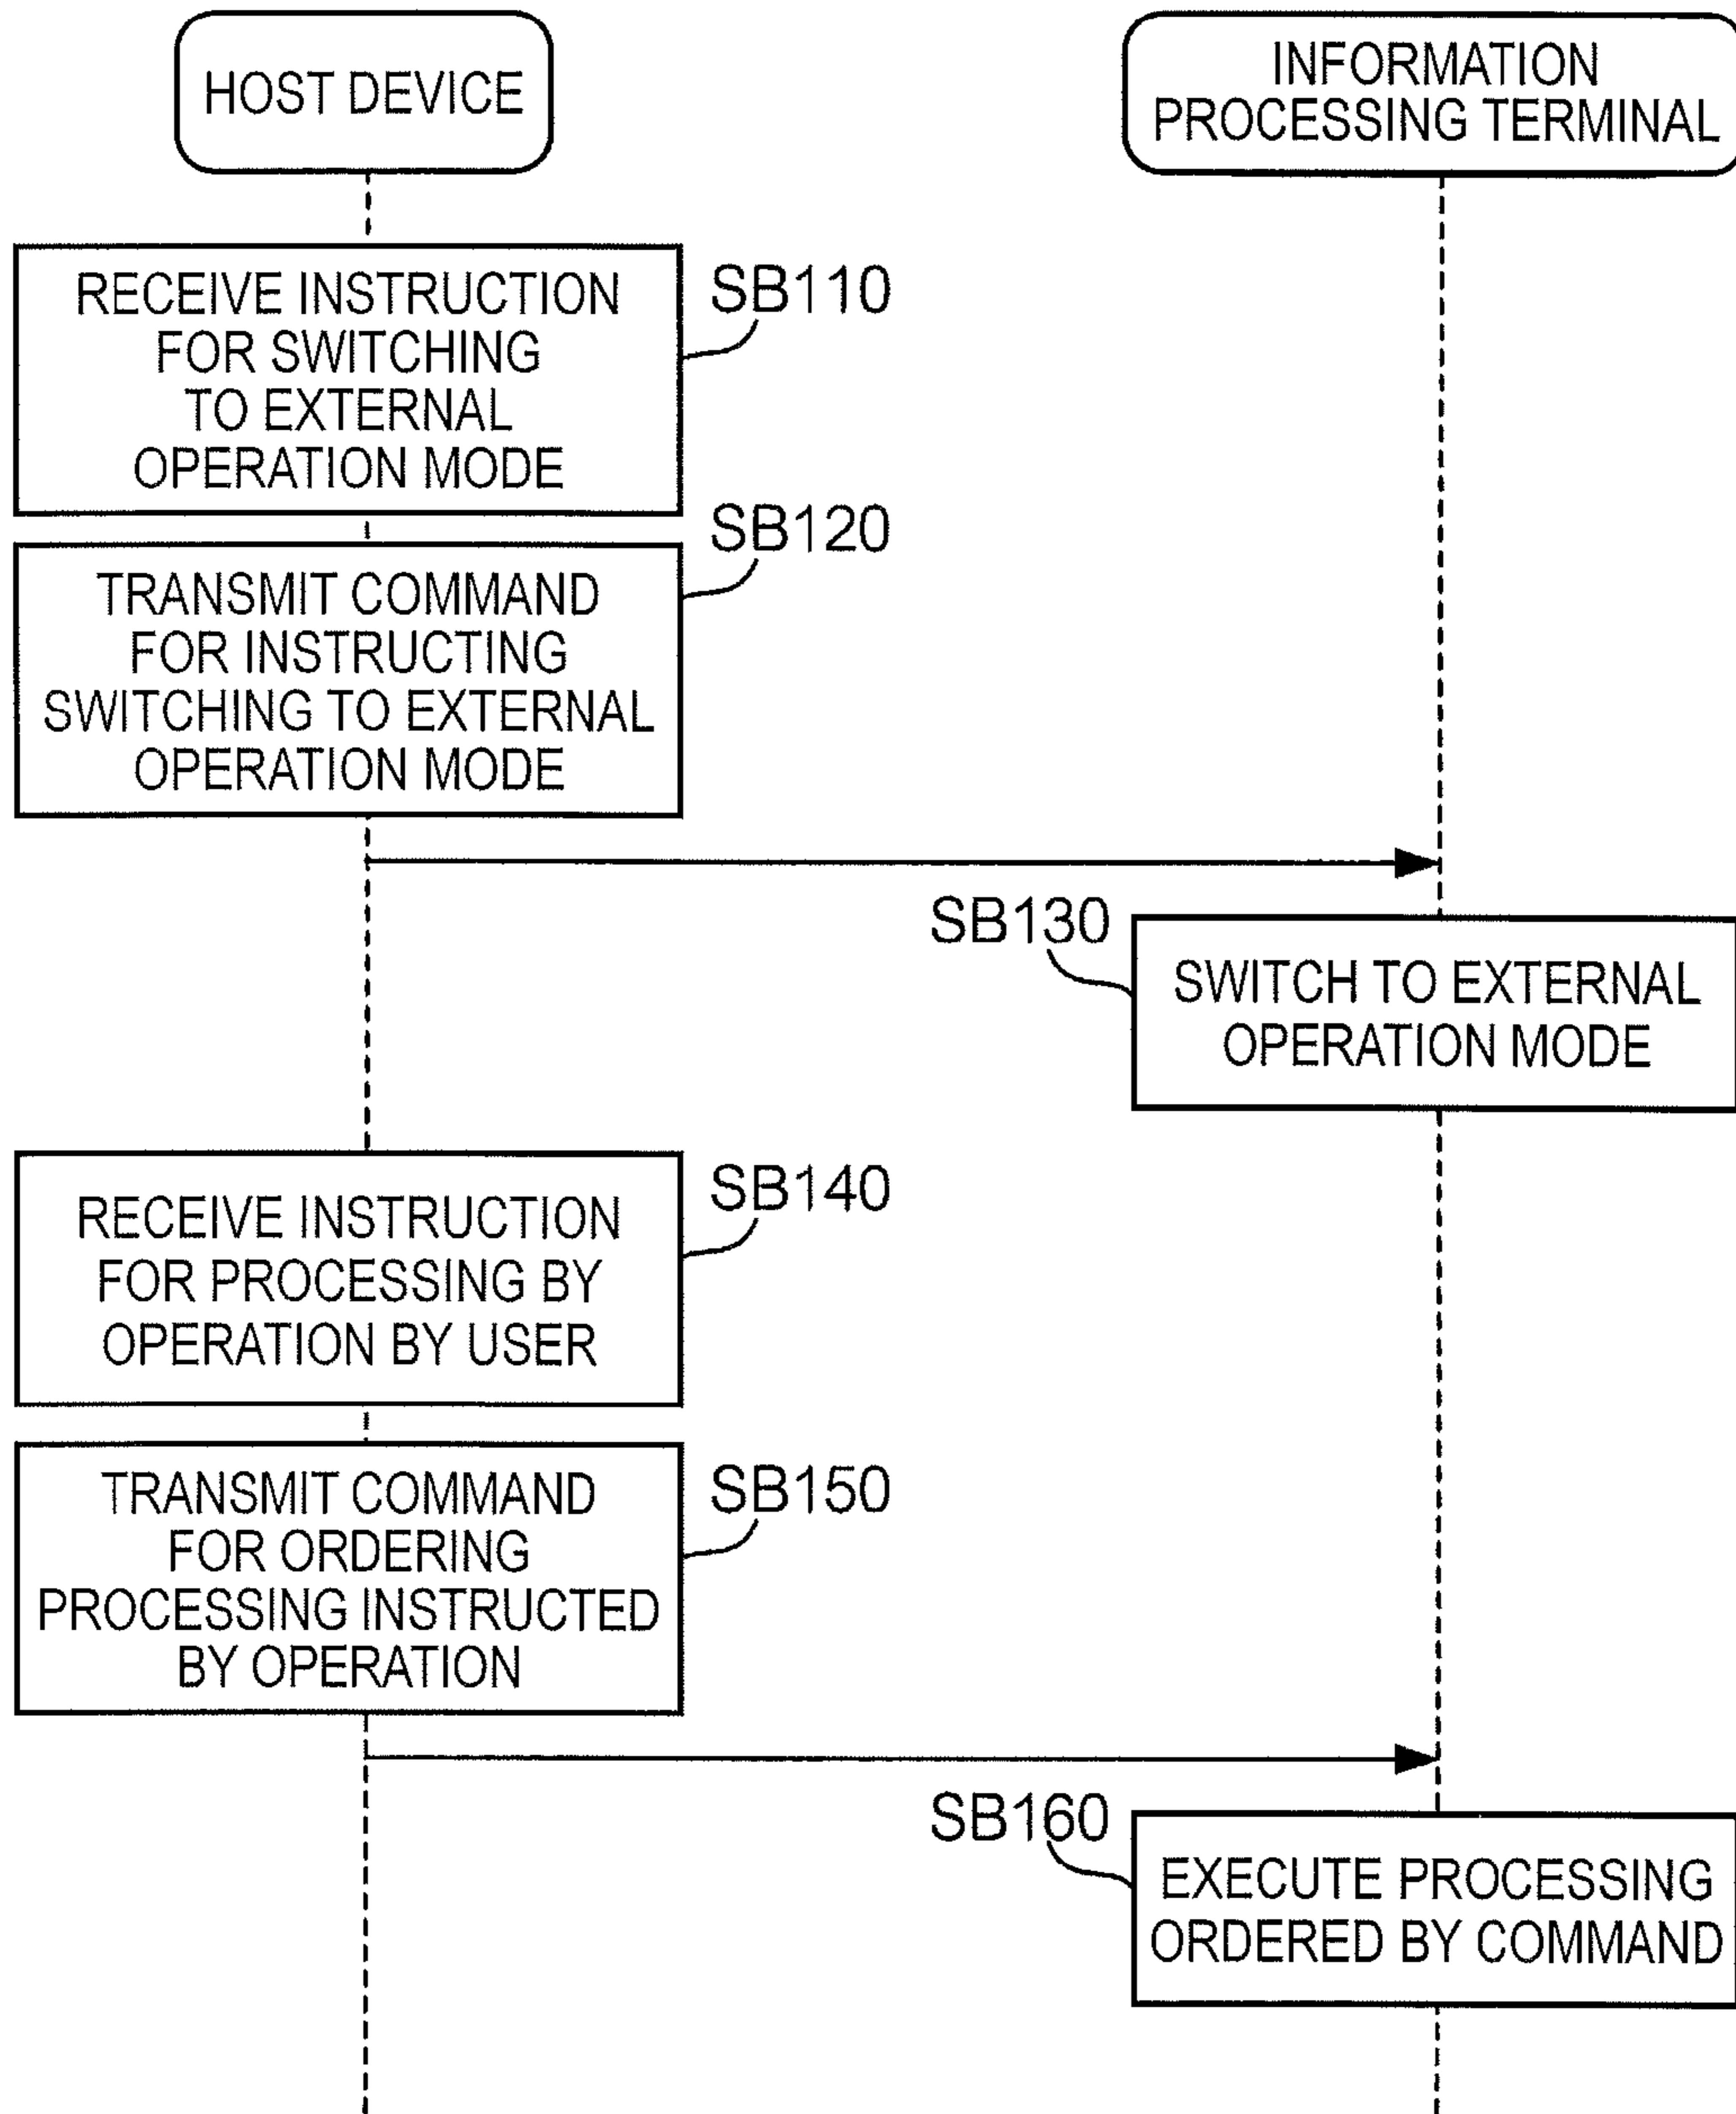 HOST DEVICE
INFORMATION
PROCESSING TERMINAL
RECEIVE INSTRUCTION
FOR SWITCHING
TO EXTERNAL
OPERATION MODE
SB110
TRANSMIT COMMAND
FOR INSTRUCTING
SWITCHING TO EXTERNAL
OPERATION MODE
SB120
SB130
SWITCH TO EXTERNAL
OPERATION MODE
RECEIVE INSTRUCTION
FOR PROCESSING BY
OPERATION BY USER
SB140
TRANSMIT COMMAND
FOR ORDERING
PROCESSING INSTRUCTED
BY OPERATION
SB150
SB160
EXECUTE PROCESSING
ORDERED BY COMMAND